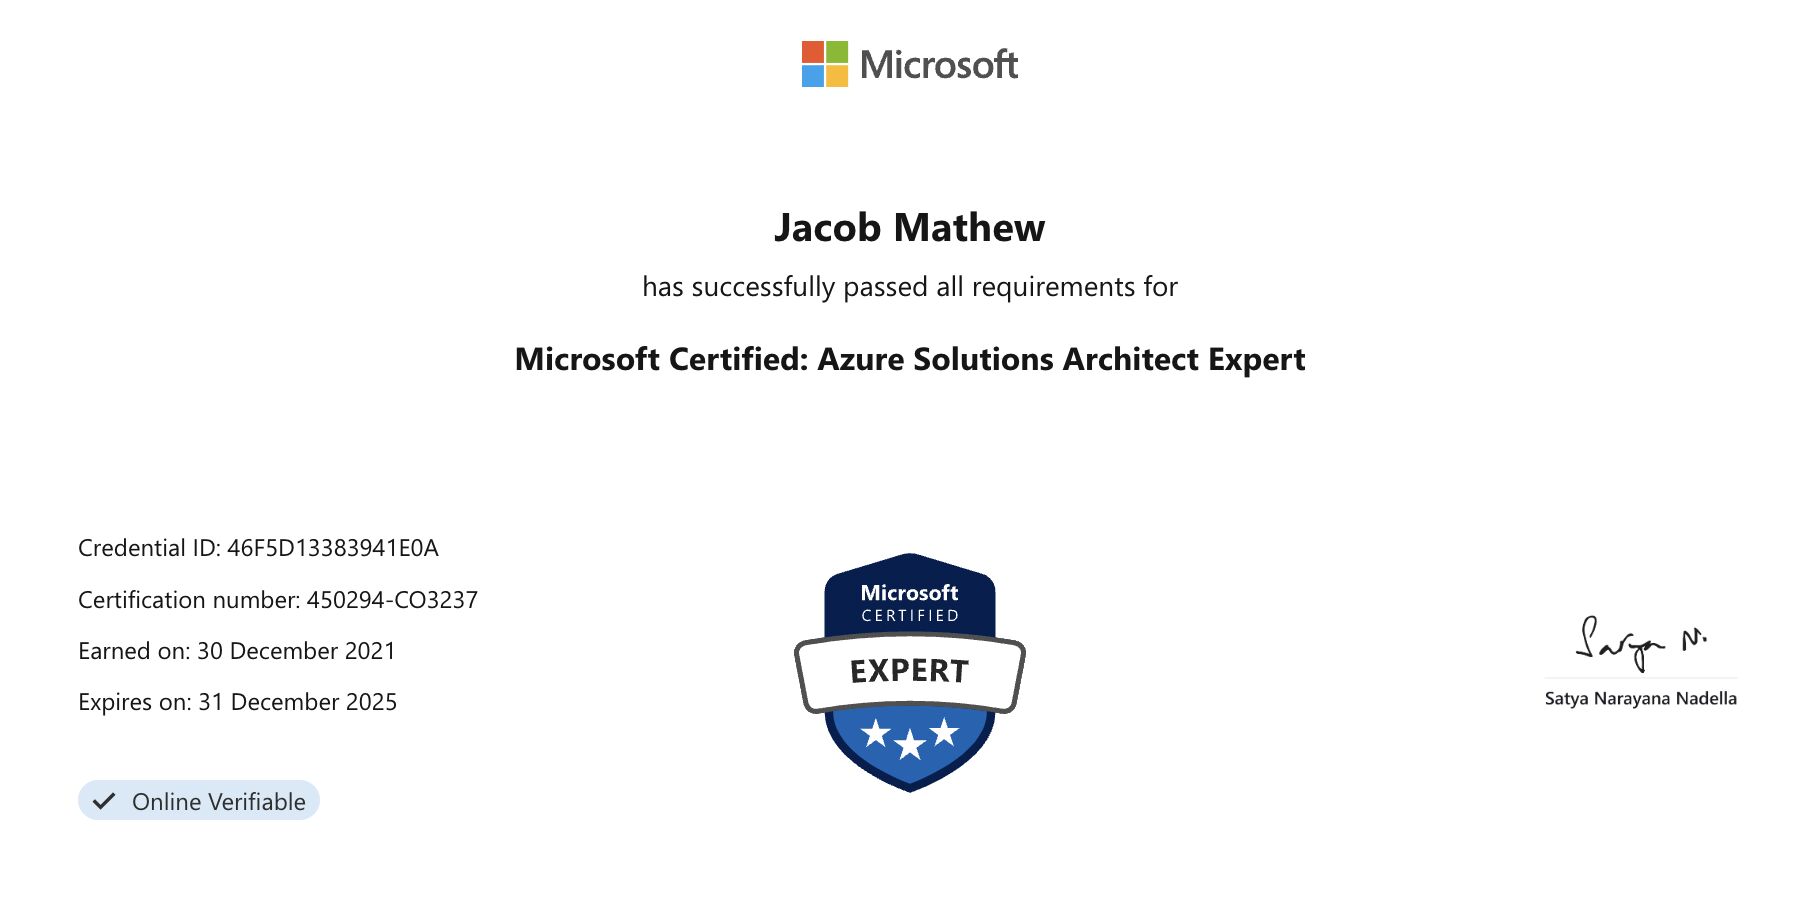 Microsoft
Jacob Mathew
has successfully passed all requirements for
Microsoft Certified: Azure Solutions Architect Expert
Credential ID: 46F5D13383941E0A
Certification number: 450294-CO3237
Earned on: 30 December 2021
Expires on: 31 December 2025
Online Verifiable
Microsoft
CERTIFIED
EXPERT
Satya N.
Satya Narayana Nadella